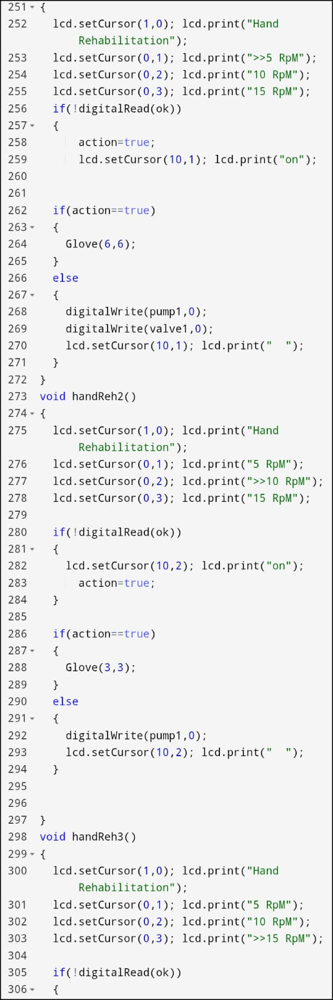 251 {
252 lcd.setCursor(1,0); lcd.print("Hand
Rehabilitation");
253 lcd.setCursor(0,1); lcd.print(">>5 RpM");
254 lcd.setCursor(0,2); lcd.print("10 RpM");
255 lcd.setCursor(0,3); lcd.print("15 RpM");
256 if(!digitalRead(ok))
257 {
258 action=true;
259 lcd.setCursor(10,1); lcd.print("on");
260
261
262 if(action==true)
263 {
264 Glove(6,6);
265 }
266 else
267 {
268 digitalWrite(pump1,0);
269 digitalWrite(valve1,0);
270 lcd.setCursor(10,1); lcd.print("  ");
271 }
272 }
273 void handReh2()
274 {
275 lcd.setCursor(1,0); lcd.print("Hand
Rehabilitation");
276 lcd.setCursor(0,1); lcd.print("5 RpM");
277 lcd.setCursor(0,2); lcd.print(">>10 RpM");
278 lcd.setCursor(0,3); lcd.print("15 RpM");
279
280 if(!digitalRead(ok))
281 {
282 lcd.setCursor(10,2); lcd.print("on");
283 action=true;
284 }
285
286 if(action==true)
287 {
288 Glove(3,3);
289 }
290 else
291 {
292 digitalWrite(pump1,0);
293 lcd.setCursor(10,2); lcd.print("  ");
294 }
295
296
297 }
298 void handReh3()
299 {
300 lcd.setCursor(1,0); lcd.print("Hand
Rehabilitation");
301 lcd.setCursor(0,1); lcd.print("5 RpM");
302 lcd.setCursor(0,2); lcd.print("10 RpM");
303 lcd.setCursor(0,3); lcd.print(">>15 RpM");
304
305 if(!digitalRead(ok))
306 {